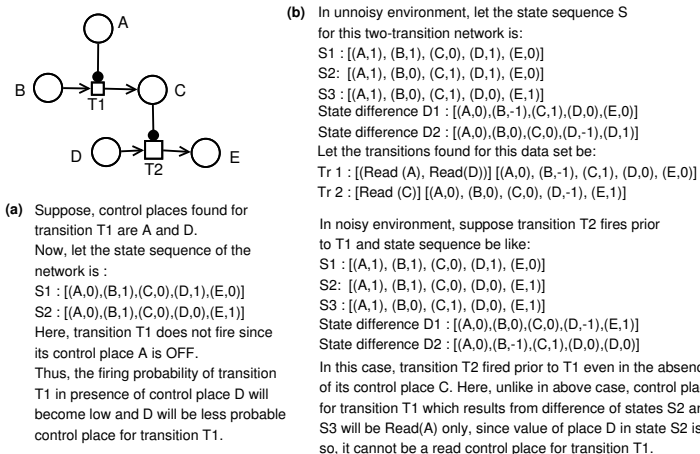 A
B
T1
C
D
T2
E
(a) Suppose, control places found for
transition T1 are A and D.
Now, let the state sequence of the
network is :
S1 : [(A,0),(B,1),(C,0),(D,1),(E,0)]
S2 : [(A,0),(B,1),(C,0),(D,0),(E,1)]
Here, transition T1 does not fire since
its control place A is OFF.
Thus, the firing probability of transition
T1 in presence of control place D will
become low and D will be less probable
control place for transition T1.
(b) In unnoisy environment, let the state sequence S
for this two-transition network is:
S1 : [(A,1), (B,1), (C,0), (D,1), (E,0)]
S2: [(A,1), (B,0), (C,1), (D,1), (E,0)]
S3 : [(A,1), (B,0), (C,1), (D,0), (E,1)]
State difference D1 : [(A,0),(B,-1),(C,1),(D,0),(E,0)]
State difference D2 : [(A,0),(B,0),(C,0),(D,-1),(D,1)]
Let the transitions found for this data set be:
Tr 1 : [(Read (A), Read(D))] [(A,0), (B,-1), (C,1), (D,0), (E,0)]
Tr 2 : [Read (C)] [(A,0), (B,0), (C,0), (D,-1), (E,1)]
In noisy environment, suppose transition T2 fires prior
to T1 and state sequence be like:
S1 : [(A,1), (B,1), (C,0), (D,1), (E,0)]
S2: [(A,1), (B,1), (C,0), (D,0), (E,1)]
S3 : [(A,1), (B,0), (C,1), (D,0), (E,1)]
State difference D1 : [(A,0),(B,0),(C,0),(D,-1),(E,1)]
State difference D2 : [(A,0),(B,-1),(C,1),(D,0),(D,0)]
In this case, transition T2 fired prior to T1 even in the absenc
of its control place C. Here, unlike in above case, control pla
for transition T1 which results from difference of states S2 a
S3 will be Read(A) only, since value of place D in state S2 is
so, it cannot be a read control place for transition T1.